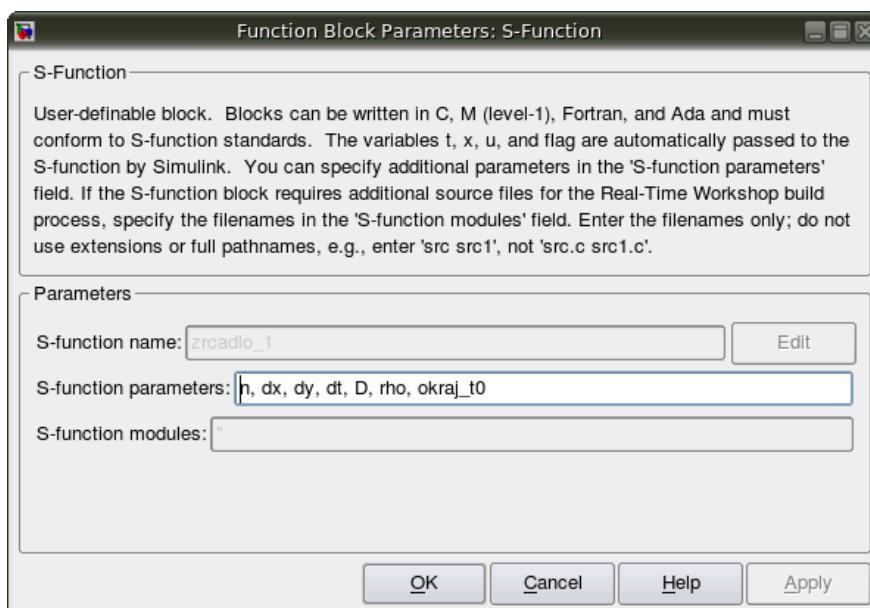 Function Block Parameters: S-Function
S-Function
User-definable block.  Blocks can be written in C, M (level-1), Fortran, and Ada and must
conform to S-function standards.  The variables t, x, u, and flag are automatically passed to the
S-function by Simulink.  You can specify additional parameters in the 'S-function parameters'
field. If the S-function block requires additional source files for the Real-Time Workshop build
process, specify the filenames in the 'S-function modules' field. Enter the filenames only; do not
use extensions or full pathnames, e.g., enter 'src src1', not 'src.c src1.c'.
Parameters
S-function name: zrcadlo_1 Edit
S-function parameters: n, dx, dy, dt, D, rho, okraj_t0
S-function modules: ''
OK Cancel Help Apply